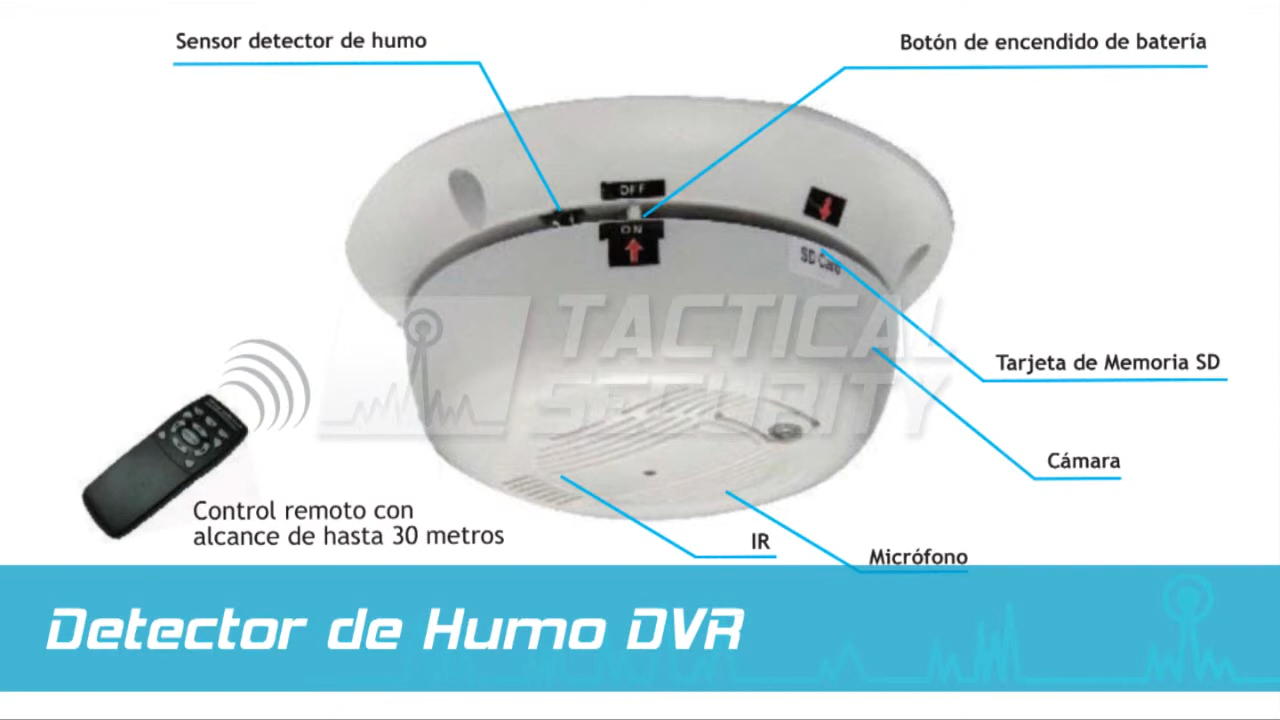 Sensor detector de humo
Botón de encendido de batería
OFF
ON
SD Card
TACTICAL
SECURITY
Tarjeta de Memoria SD
Cámara
Control remoto con
alcance de hasta 30 metros
IR
Micrófono
Detector de Humo DVR